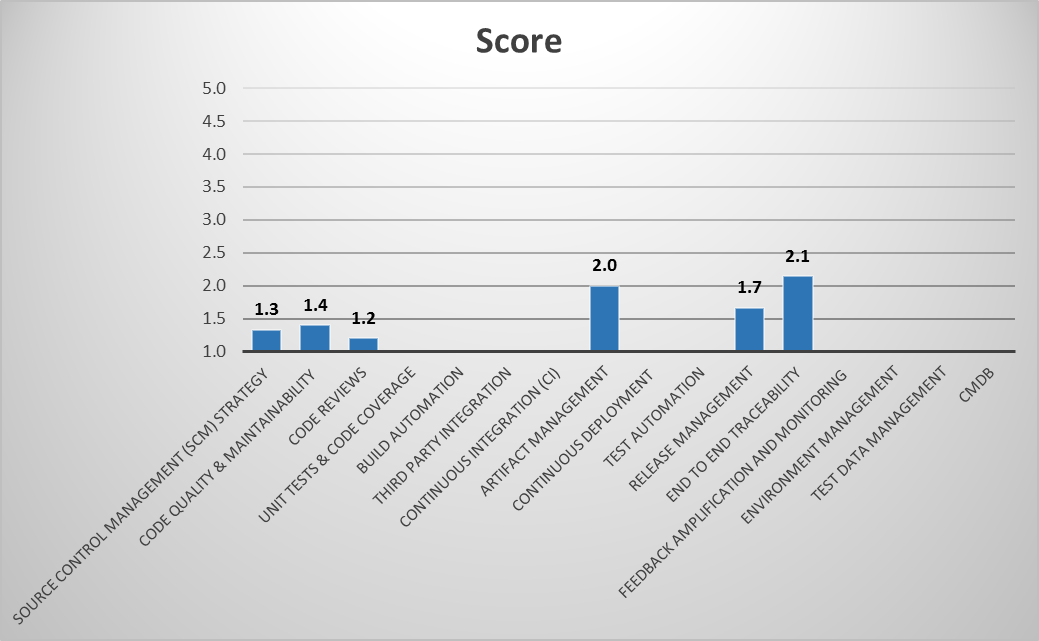 Score
5.0
4.5
4.0
3.5
3.0
2.5
2.0
1.5
1.0
1.3
1.4
1.2
2.0
1.7
2.1
SOURCE CONTROL MANAGEMENT (SCM) STRATEGY
CODE QUALITY & MAINTAINABILITY
CODE REVIEWS
UNIT TESTS & CODE COVERAGE
BUILD AUTOMATION
THIRD PARTY INTEGRATION
CONTINUOUS INTEGRATION (CI)
ARTIFACT MANAGEMENT
CONTINUOUS DEPLOYMENT
TEST AUTOMATION
RELEASE MANAGEMENT
END TO END TRACEABILITY
FEEDBACK AMPLIFICATION AND MONITORING
ENVIRONMENT MANAGEMENT
TEST DATA MANAGEMENT
CMDB